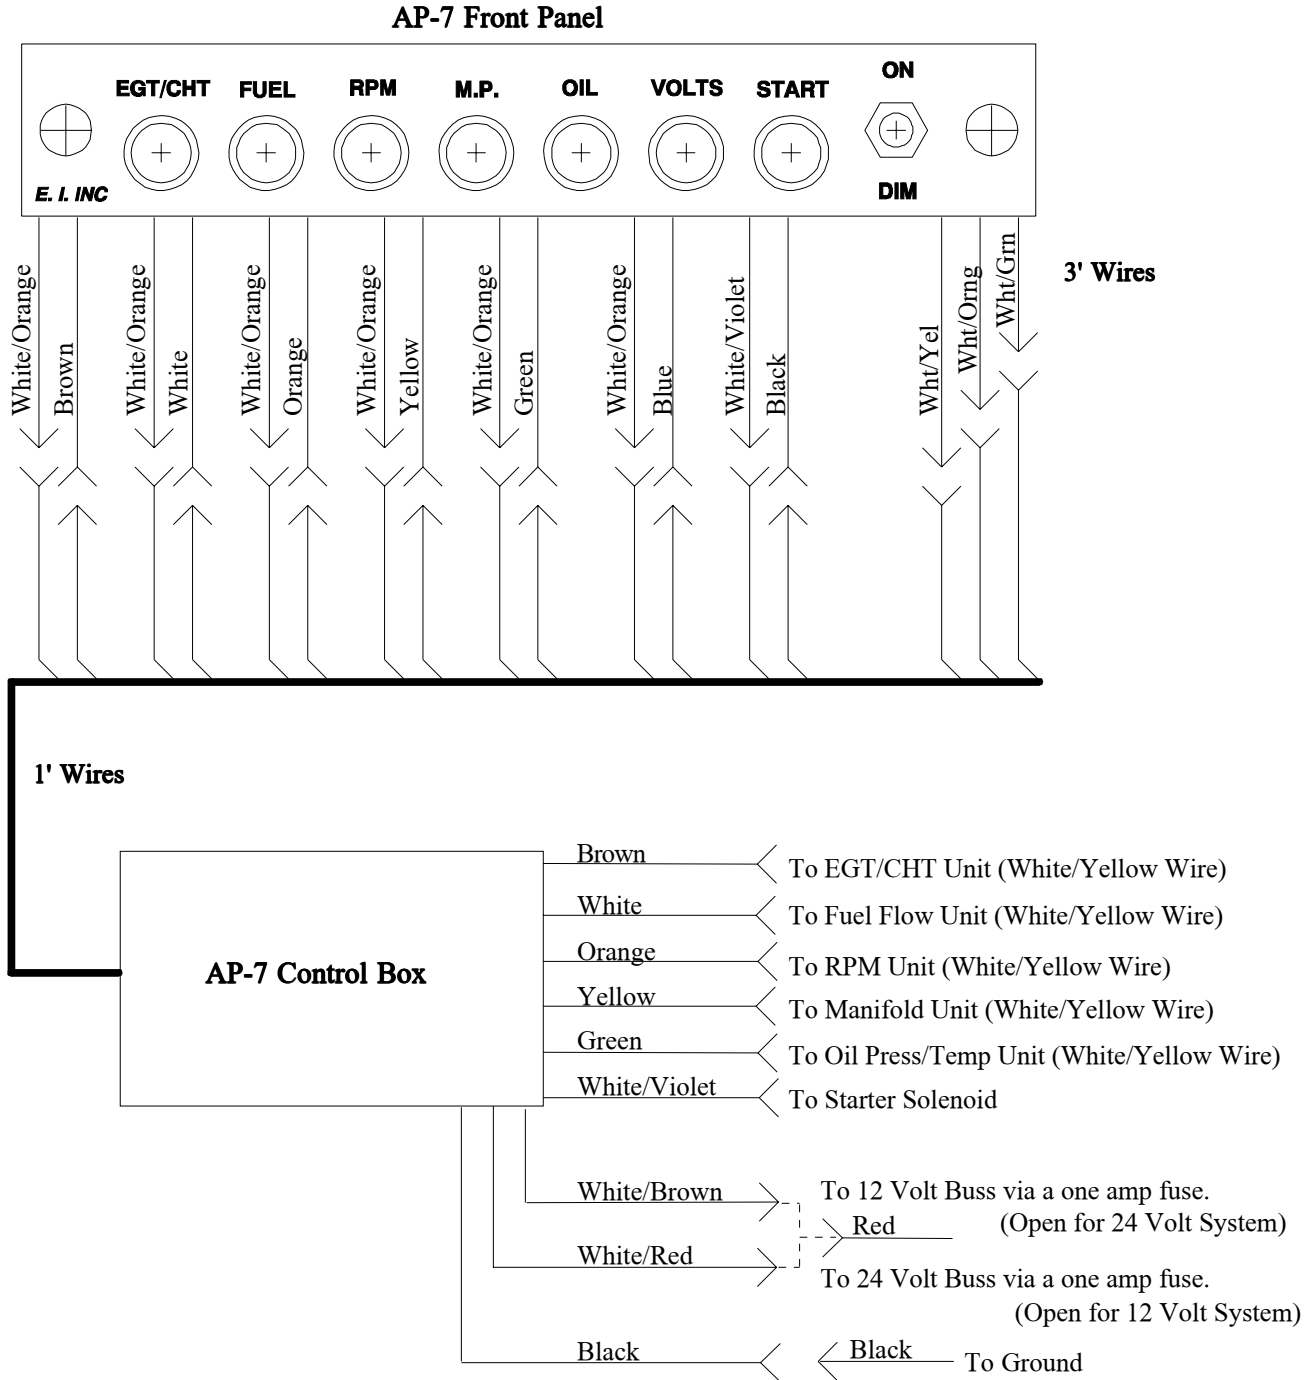 AP-7 Front Panel
EGT/CHT FUEL RPM M.P. OIL VOLTS START ON
DIM
E. I. INC
White/Orange
Brown
White/Orange
White
White/Orange
Orange
White/Orange
Yellow
White/Orange
Green
White/Orange
Blue
White/Violet
Black
Wht/Yel
Wht/Orng
Wht/Grn
3' Wires
1' Wires
AP-7 Control Box
Brown To EGT/CHT Unit (White/Yellow Wire)
White To Fuel Flow Unit (White/Yellow Wire)
Orange To RPM Unit (White/Yellow Wire)
Yellow To Manifold Unit (White/Yellow Wire)
Green To Oil Press/Temp Unit (White/Yellow Wire)
White/Violet To Starter Solenoid
White/Brown To 12 Volt Buss via a one amp fuse.
Red (Open for 24 Volt System)
White/Red To 24 Volt Buss via a one amp fuse.
(Open for 12 Volt System)
Black Black To Ground